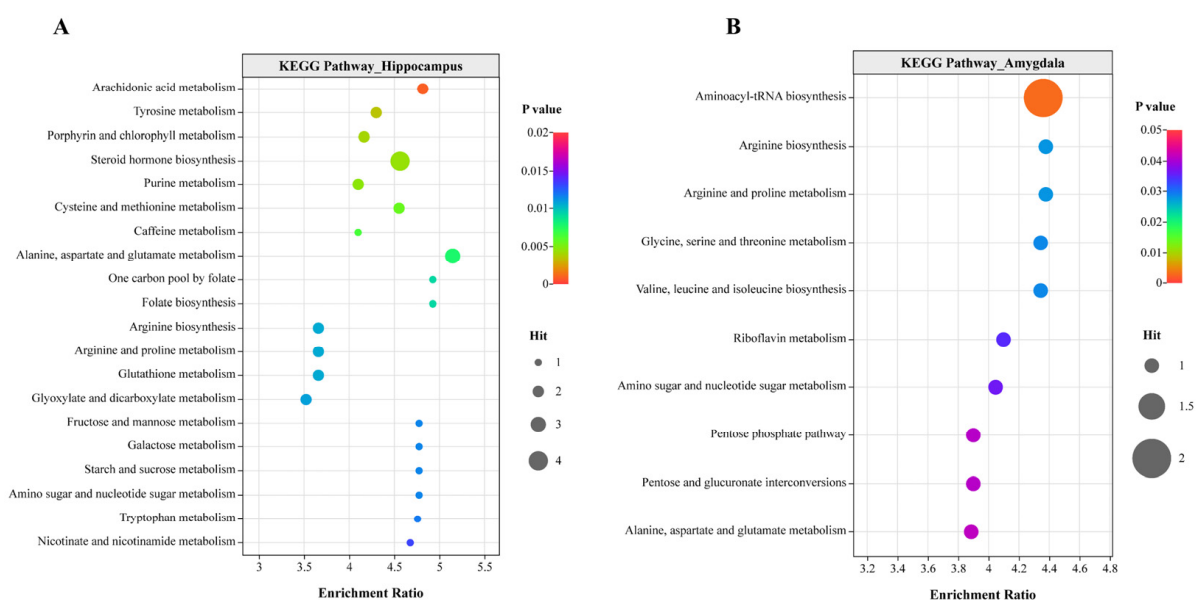 A
KEGG Pathway_Hippocampus
Arachidonic acid metabolism
Tyrosine metabolism
Porphyrin and chlorophyll metabolism
Steroid hormone biosynthesis
Purine metabolism
Cysteine and methionine metabolism
Caffeine metabolism
Alanine, aspartate and glutamate metabolism
One carbon pool by folate
Folate biosynthesis
Arginine biosynthesis
Arginine and proline metabolism
Glutathione metabolism
Glyoxylate and dicarboxylate metabolism
Fructose and mannose metabolism
Galactose metabolism
Starch and sucrose metabolism
Amino sugar and nucleotide sugar metabolism
Tryptophan metabolism
Nicotinate and nicotinamide metabolism
3 3.5 4 4.5 5 5.5
Enrichment Ratio
P value
0.02
0.015
0.01
0.005
0
Hit
1
2
3
4
B
KEGG Pathway_Amygdala
Aminoacyl-tRNA biosynthesis
Arginine biosynthesis
Arginine and proline metabolism
Glycine, serine and threonine metabolism
Valine, leucine and isoleucine biosynthesis
Riboflavin metabolism
Amino sugar and nucleotide sugar metabolism
Pentose phosphate pathway
Pentose and glucuronate interconversions
Alanine, aspartate and glutamate metabolism
3.2 3.6 4 4.4 4.8
Enrichment Ratio
P value
0.05
0.04
0.03
0.02
0.01
0
Hit
1
1.5
2